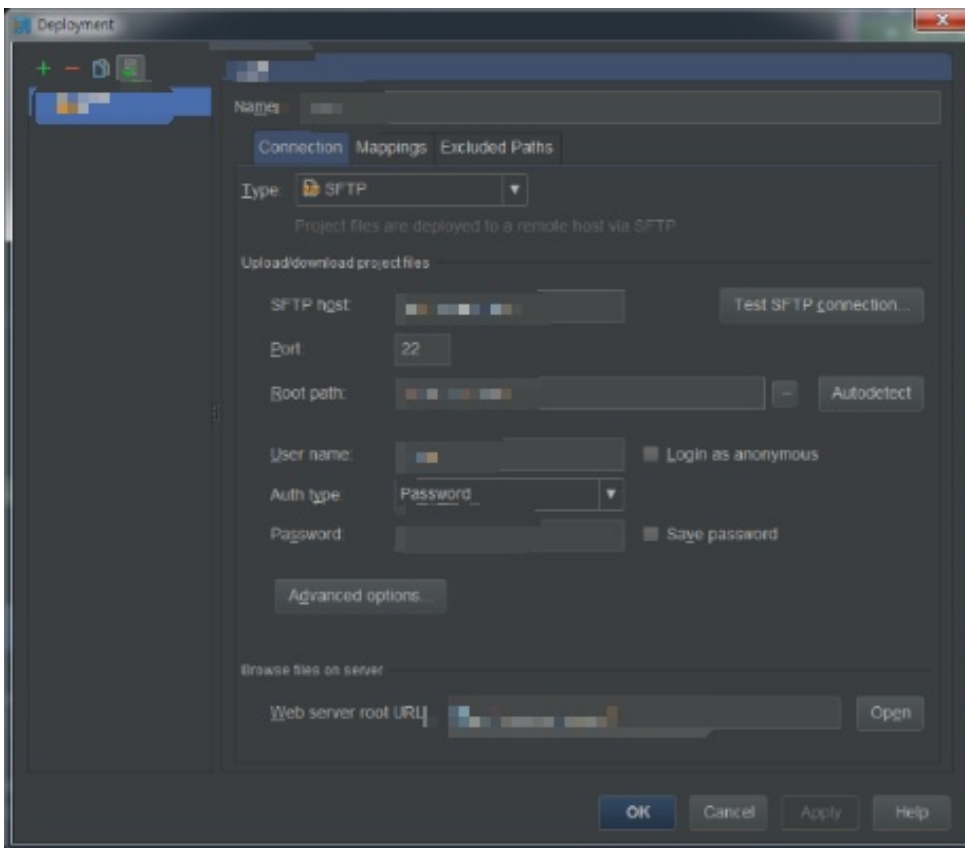 Deployment
Name:
Connection Mappings Excluded Paths
Type: SFTP
Project files are deployed to a remote host via SFTP
Upload/download project files
SFTP host: Test SFTP connection...
Port: 22
Root path: Autodetect
User name: Login as anonymous
Auth type: Password
Password: Save password
Advanced options...
Browse files on server
Web server root URL Open
OK Cancel Apply Help